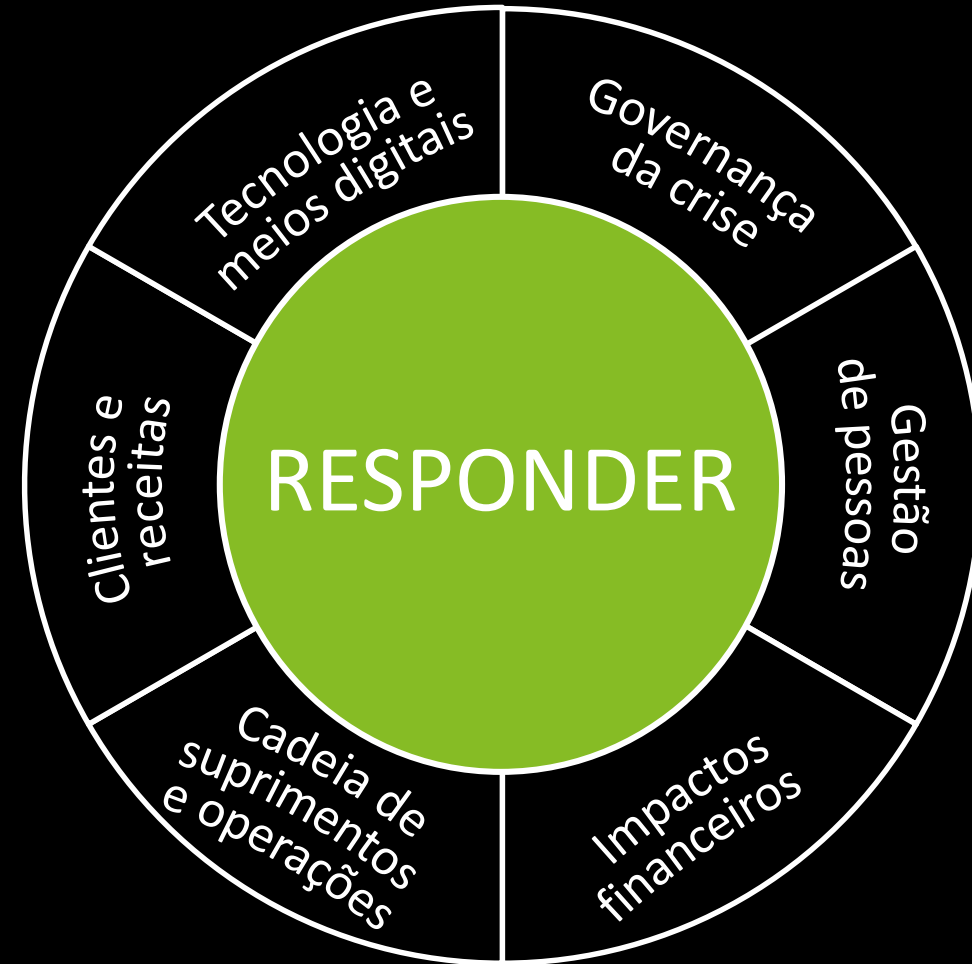 Tecnologia e
meios digitais
Governança
da crise
Gestão
de pessoas
Impactos
financeiros
Cadeia de
suprimentos
e operações
Clientes e
receitas
RESPONDER